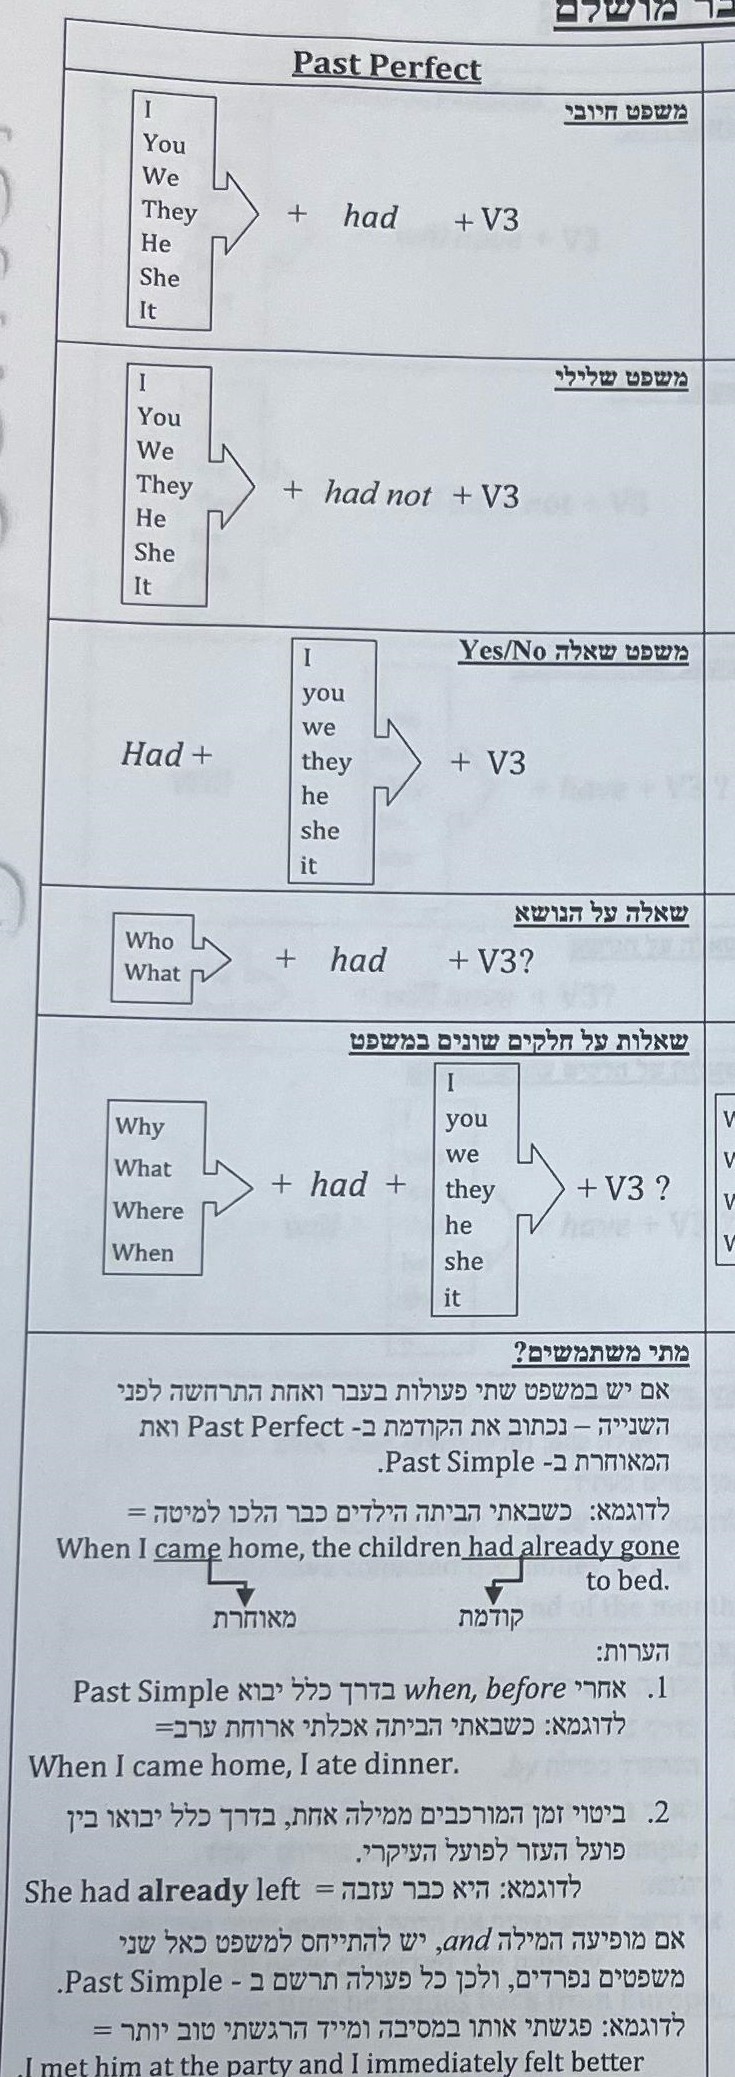 בר מושלם
Past Perfect
משפט חיובי
I
You
We
They
He
She
It
+ had + V3
משפט שלילי
I
You
We
They
He
She
It
+ had not + V3
משפט שאלה Yes/No
Had +
I
you
we
they
he
she
it
+ V3
שאלה על הנושא
Who
What
+ had + V3?
שאלות על חלקים שונים במשפט
Why
What
Where
When
+ had +
I
you
we
they
he
she
it
+ V3 ?
מתי משתמשים?
אם יש במשפט שתי פעולות בעבר ואחת התרחשה לפני
השנייה – נכתוב את הקודמת ב- Past Perfect ואת
המאוחרת ב- Past Simple.
לדוגמא: כשבאתי הביתה הילדים כבר הלכו למיטה =
When I came home, the children had already gone
to bed.
קודמת
מאוחרת
הערות:
1. אחרי when, before בדרך כלל יבוא Past Simple
לדוגמא: כשבאתי הביתה אכלתי ארוחת ערב=
When I came home, I ate dinner.
2. ביטוי זמן המורכבים ממילה אחת, בדרך כלל יבואו בין
פועל העזר לפועל העיקרי.
לדוגמא: היא כבר עזבה = She had already left
אם מופיעה המילה and, יש להתייחס למשפט כאל שני
משפטים נפרדים, ולכן כל פעולה תרשם ב - Past Simple.
לדוגמא: פגשתי אותו במסיבה ומייד הרגשתי טוב יותר =
I met him at the party and I immediately felt better.